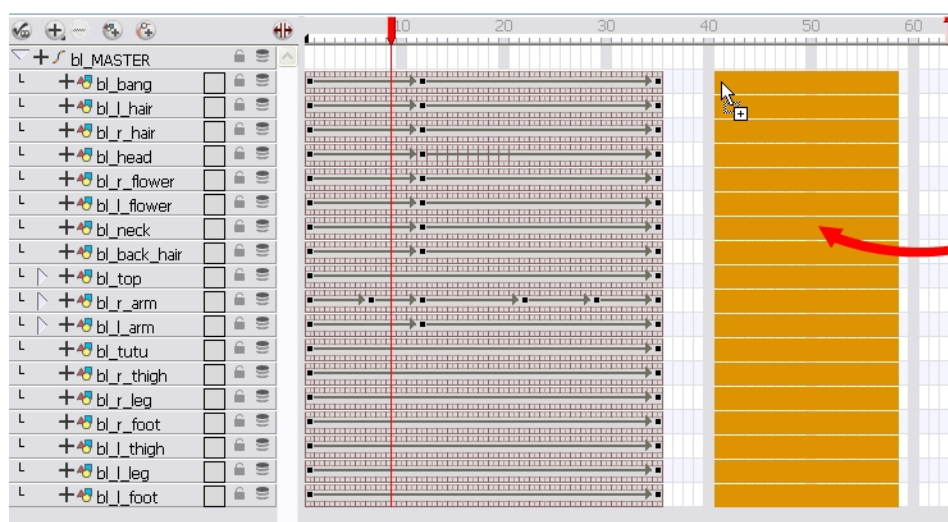 10 20 30 40 50 60
bl_MASTER
bl_bang
bl_l_hair
bl_r_hair
bl_head
bl_r_flower
bl_l_flower
bl_neck
bl_back_hair
bl_top
bl_r_arm
bl_l_arm
bl_tutu
bl_r_thigh
bl_r_leg
bl_r_foot
bl_l_thigh
bl_l_leg
bl_l_foot